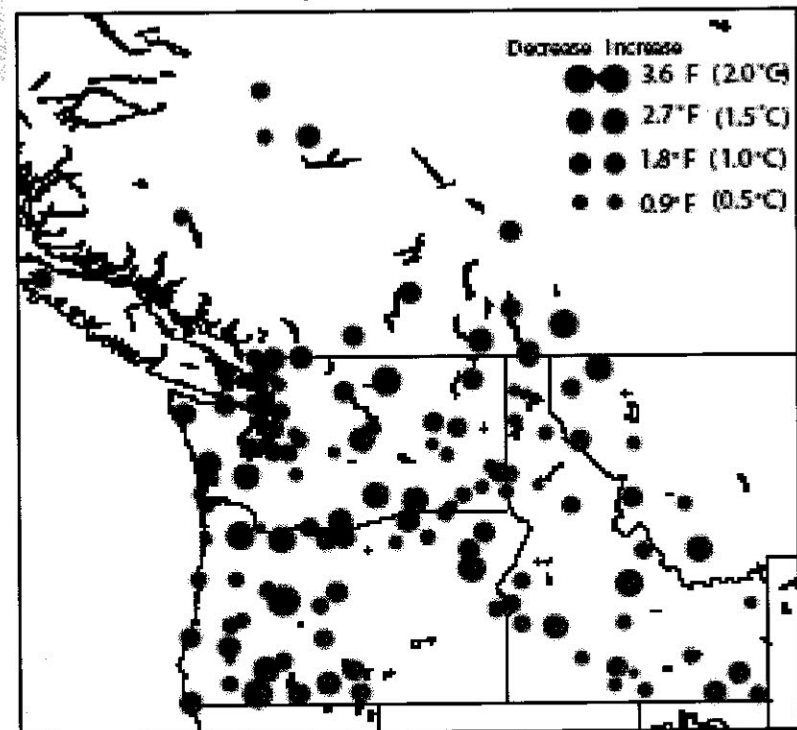 Decrease Increase
3.6 F (2.0°C)
2.7°F (1.5°C)
1.8°F (1.0°C)
0.9°F (0.5°C)